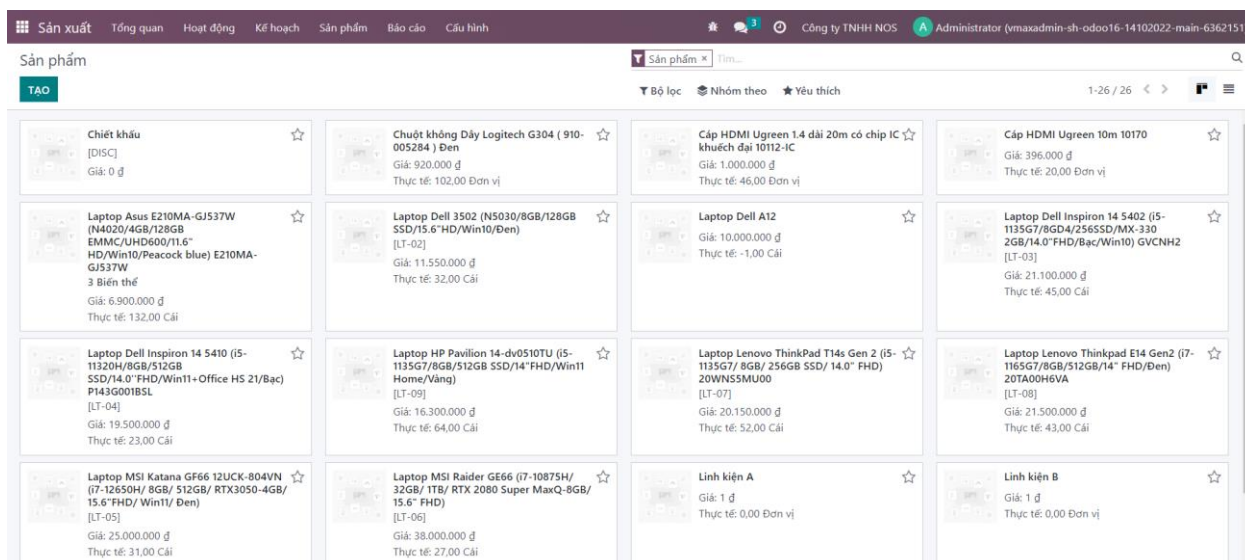 Sản xuất Tổng quan Hoạt động Kế hoạch Sản phẩm Báo cáo Cấu hình 3 Công ty TNHH NOS A Administrator (vmaxadmin-sh-odoo16-14102022-main-6362151
Sản phẩm
Sản phẩm × Tìm...
TẠO
Bộ lọc Nhóm theo Yêu thích 1-26 / 26
Chiết khấu
[DISC]
Giá: 0 ₫
Chuột không Dây Logitech G304 ( 910-
005284 ) Đen
Giá: 920.000 ₫
Thực tế: 102,00 Đơn vị
Cáp HDMI Ugreen 1.4 dài 20m có chip IC
khuếch đại 10112-IC
Giá: 1.000.000 ₫
Thực tế: 46,00 Đơn vị
Cáp HDMI Ugreen 10m 10170
Giá: 396.000 ₫
Thực tế: 20,00 Đơn vị
Laptop Asus E210MA-GJ537W
(N4020/4GB/128GB
EMMC/UHD600/11.6"
HD/Win10/Peacock blue) E210MA-
GJ537W
3 Biến thể
Giá: 6.900.000 ₫
Thực tế: 132,00 Cái
Laptop Dell 3502 (N5030/8GB/128GB
SSD/15.6"HD/Win10/Đen)
[LT-02]
Giá: 11.550.000 ₫
Thực tế: 32,00 Cái
Laptop Dell A12
Giá: 10.000.000 ₫
Thực tế: -1,00 Cái
Laptop Dell Inspiron 14 5402 (i5-
1135G7/8GD4/256SSD/MX-330
2GB/14.0"FHD/Bạc/Win10) GVCNH2
[LT-03]
Giá: 21.100.000 ₫
Thực tế: 45,00 Cái
Laptop Dell Inspiron 14 5410 (i5-
11320H/8GB/512GB
SSD/14.0''FHD/Win11+Office HS 21/Bạc)
P143G001BSL
[LT-04]
Giá: 19.500.000 ₫
Thực tế: 23,00 Cái
Laptop HP Pavilion 14-dv0510TU (i5-
1135G7/8GB/512GB SSD/14"FHD/Win11
Home/Vàng)
[LT-09]
Giá: 16.300.000 ₫
Thực tế: 64,00 Cái
Laptop Lenovo ThinkPad T14s Gen 2 (i5-
1135G7/ 8GB/ 256GB SSD/ 14.0" FHD)
20WNS5MU00
[LT-07]
Giá: 20.150.000 ₫
Thực tế: 52,00 Cái
Laptop Lenovo Thinkpad E14 Gen2 (i7-
1165G7/8GB/512GB/14" FHD/Đen)
20TA00H6VA
[LT-08]
Giá: 21.500.000 ₫
Thực tế: 43,00 Cái
Laptop MSI Katana GF66 12UCK-804VN
(i7-12650H/ 8GB/ 512GB/ RTX3050-4GB/
15.6"FHD/ Win11/ Đen)
[LT-05]
Giá: 25.000.000 ₫
Thực tế: 31,00 Cái
Laptop MSI Raider GE66 (i7-10875H/
32GB/ 1TB/ RTX 2080 Super MaxQ-8GB/
15.6" FHD)
[LT-06]
Giá: 38.000.000 ₫
Thực tế: 27,00 Cái
Linh kiện A
Giá: 1 ₫
Thực tế: 0,00 Đơn vị
Linh kiện B
Giá: 1 ₫
Thực tế: 0,00 Đơn vị